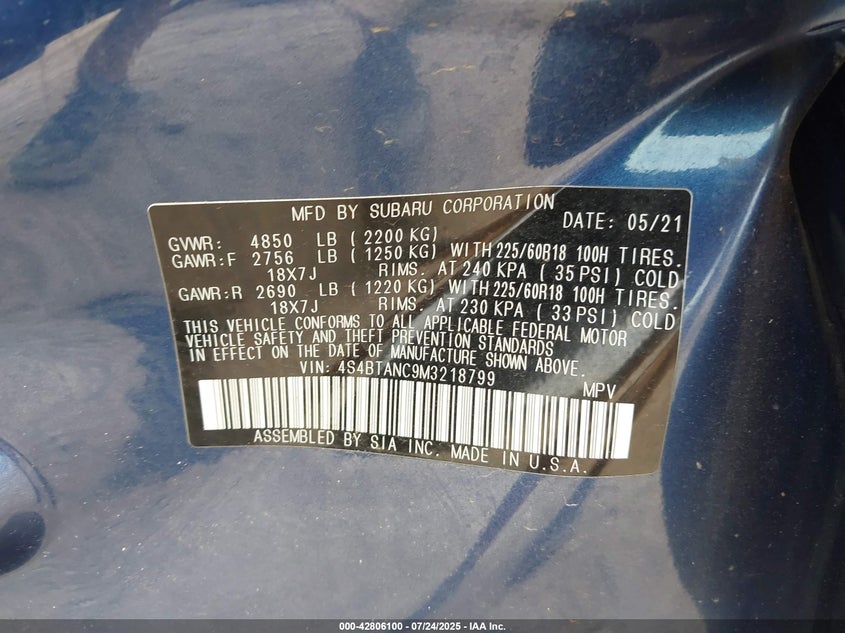 MFD BY SUBARU CORPORATION DATE: 05/21
GVWR: 4850 LB (2200 KG)
GAWR:F 2756 LB (1250 KG) WITH 225/60R18 100H TIRES.
18X7J RIMS. AT 240 KPA (35 PSI) COLD
GAWR:R 2690 LB (1220 KG) WITH 225/60R18 100H TIRES.
18X7J RIMS. AT 230 KPA (33 PSI) COLD
THIS VEHICLE CONFORMS TO ALL APPLICABLE FEDERAL MOTOR
VEHICLE SAFETY AND THEFT PREVENTION STANDARDS
IN EFFECT ON THE DATE OF MANUFACTURE SHOWN ABOVE.
VIN: 4S4BTANC9M3218799 MPV
ASSEMBLED BY SIA INC. MADE IN U.S.A.
000-42806100 - 07/24/2025 - IAA Inc.